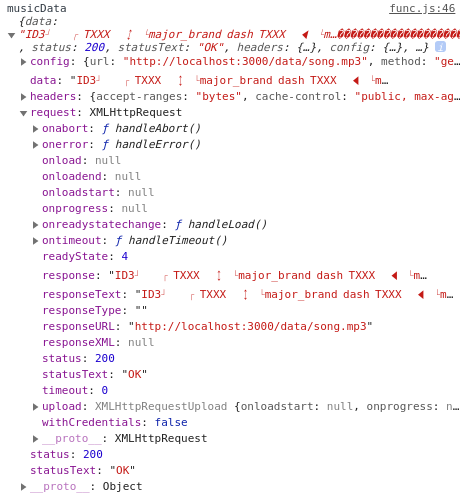 musicData func.js:46
{data:
"ID3┘ ┌ TXXX ↨ └major_brand dash TXXX ◀ └m…����������������������
, status: 200, statusText: "OK", headers: {…}, config: {…}, …} i
config: {url: "http://localhost:3000/data/song.mp3", method: "ge…
data: "ID3┘ ┌ TXXX ↨ └major_brand dash TXXX ◀ └m…
headers: {accept-ranges: "bytes", cache-control: "public, max-ag…
request: XMLHttpRequest
onabort: ƒ handleAbort()
onerror: ƒ handleError()
onload: null
onloadend: null
onloadstart: null
onprogress: null
onreadystatechange: ƒ handleLoad()
ontimeout: ƒ handleTimeout()
readyState: 4
response: "ID3┘ ┌ TXXX ↨ └major_brand dash TXXX ◀ └m…
responseText: "ID3┘ ┌ TXXX ↨ └major_brand dash TXXX ◀ └m…
responseType: ""
responseURL: "http://localhost:3000/data/song.mp3"
responseXML: null
status: 200
statusText: "OK"
timeout: 0
upload: XMLHttpRequestUpload {onloadstart: null, onprogress: n…
withCredentials: false
__proto__: XMLHttpRequest
status: 200
statusText: "OK"
__proto__: Object